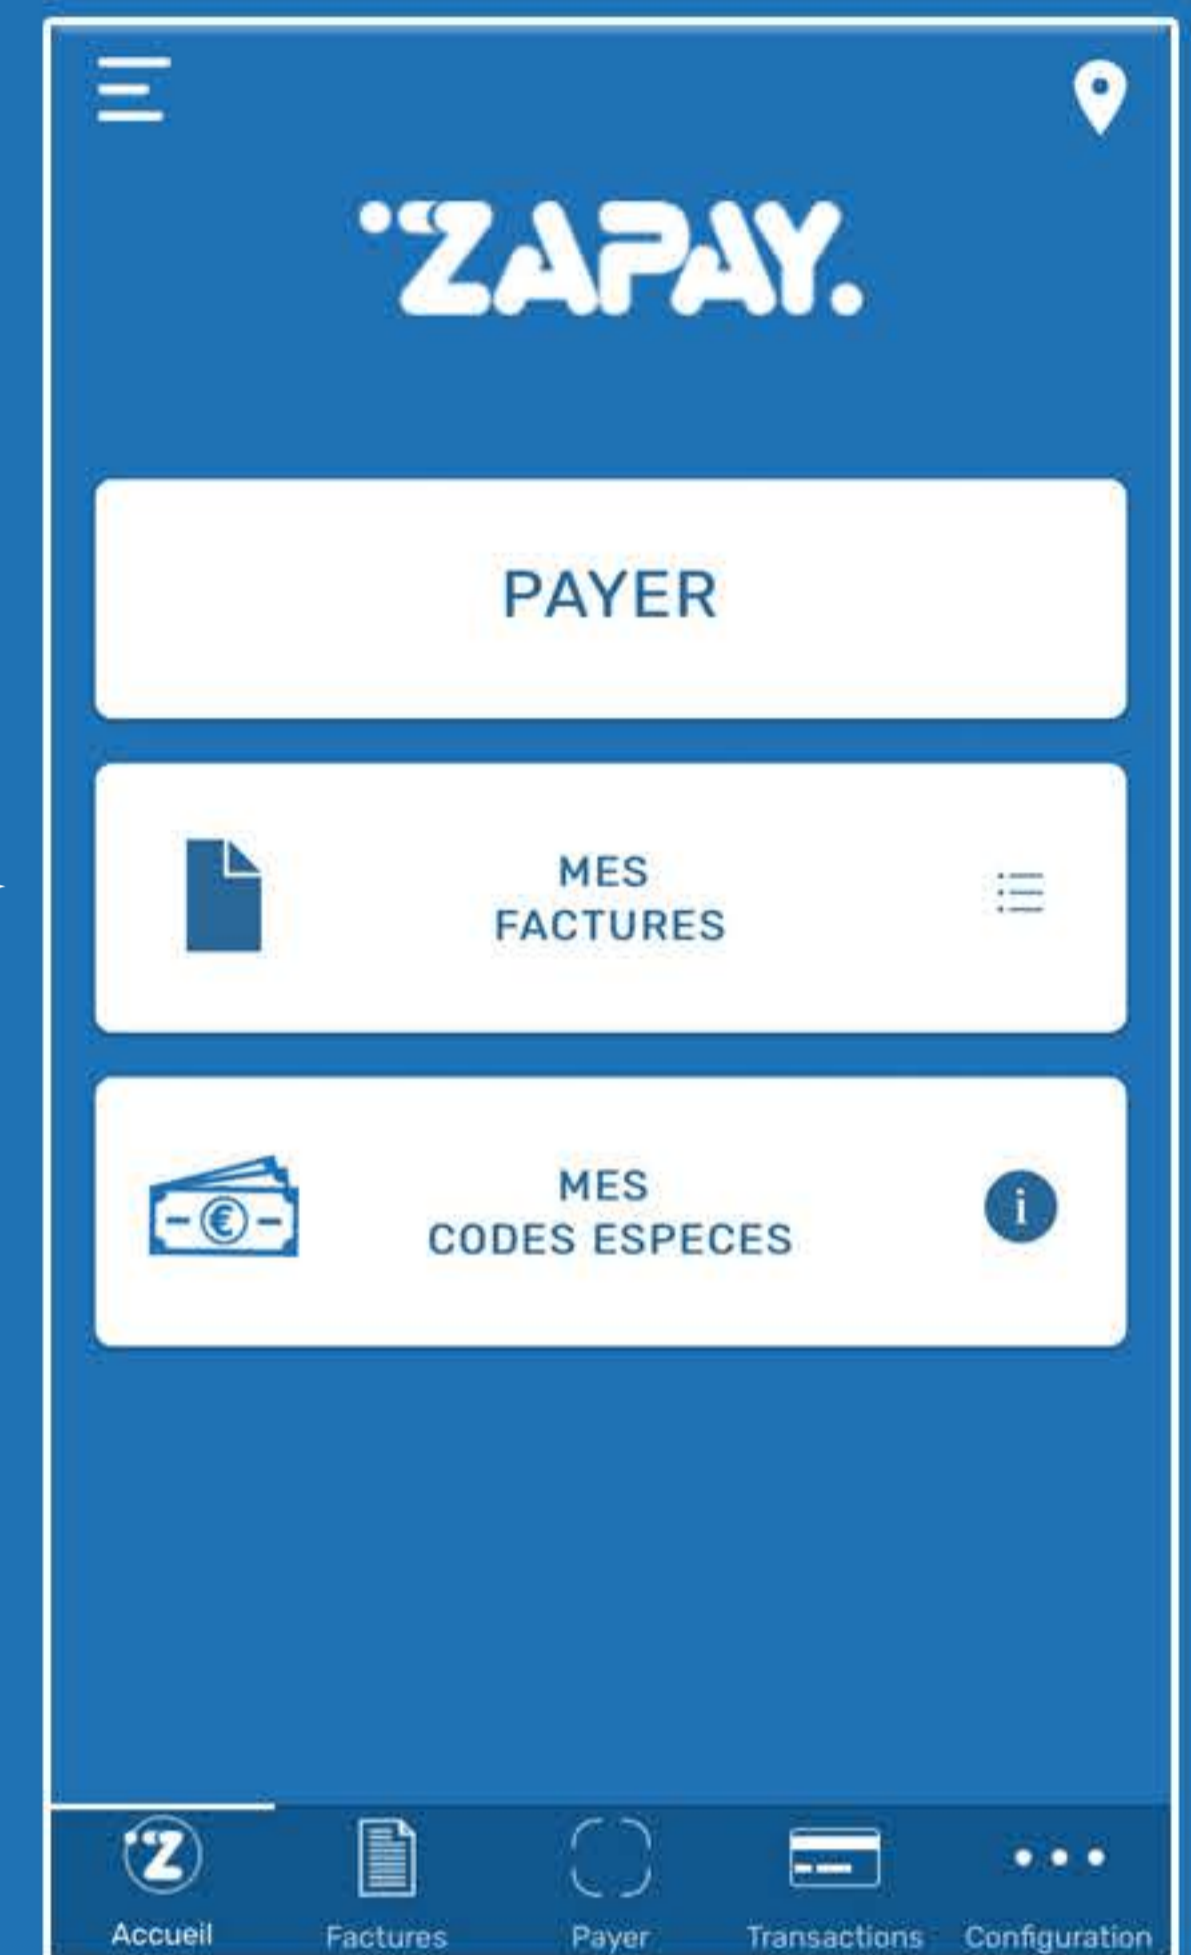 ZAPAY.
PAYER
MES
FACTURES
MES
CODES ESPECES
i
Z
Accueil
Factures
Payer
Transactions
Configuration